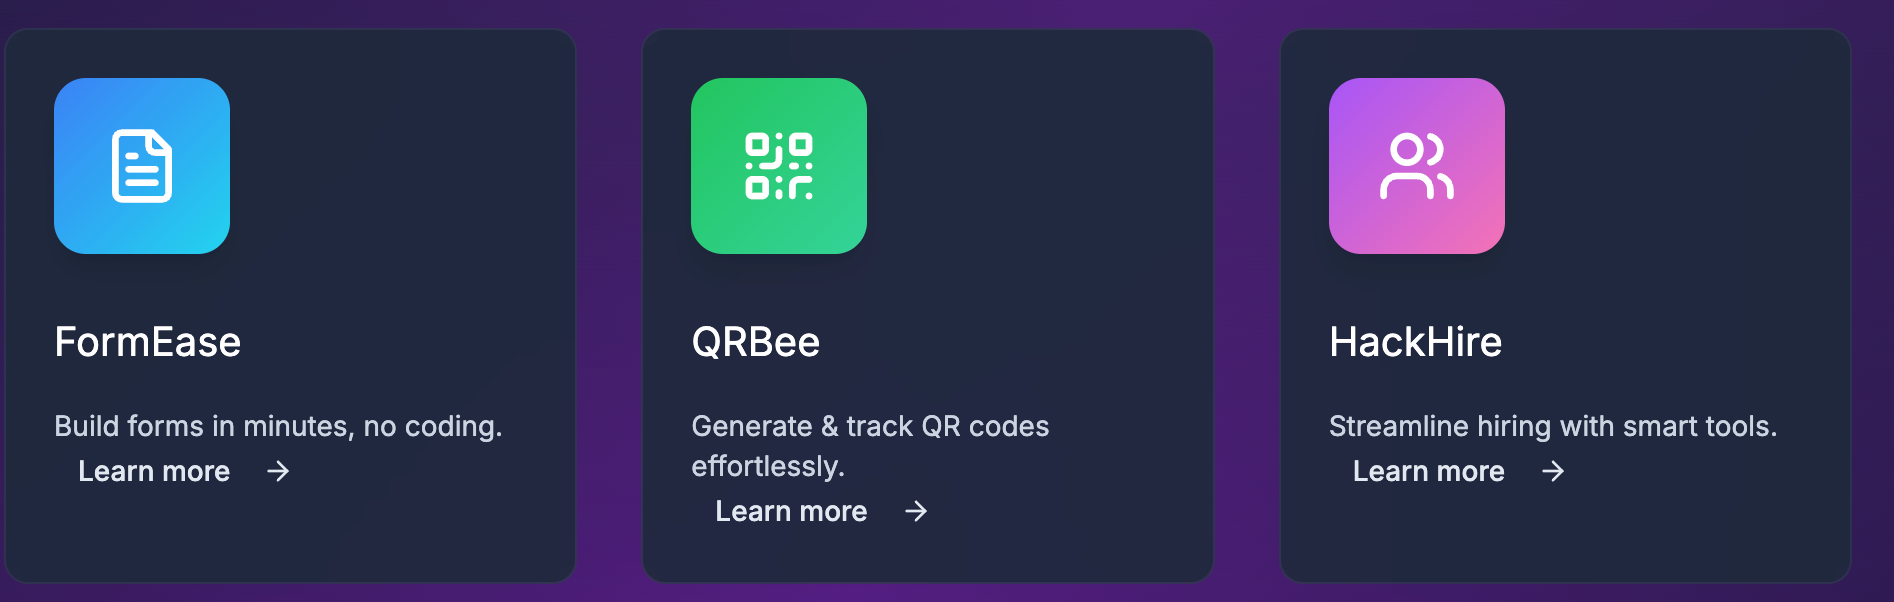 FormEase
Build forms in minutes, no coding.
Learn more →
QRBee
Generate & track QR codes
effortlessly.
Learn more →
HackHire
Streamline hiring with smart tools.
Learn more →